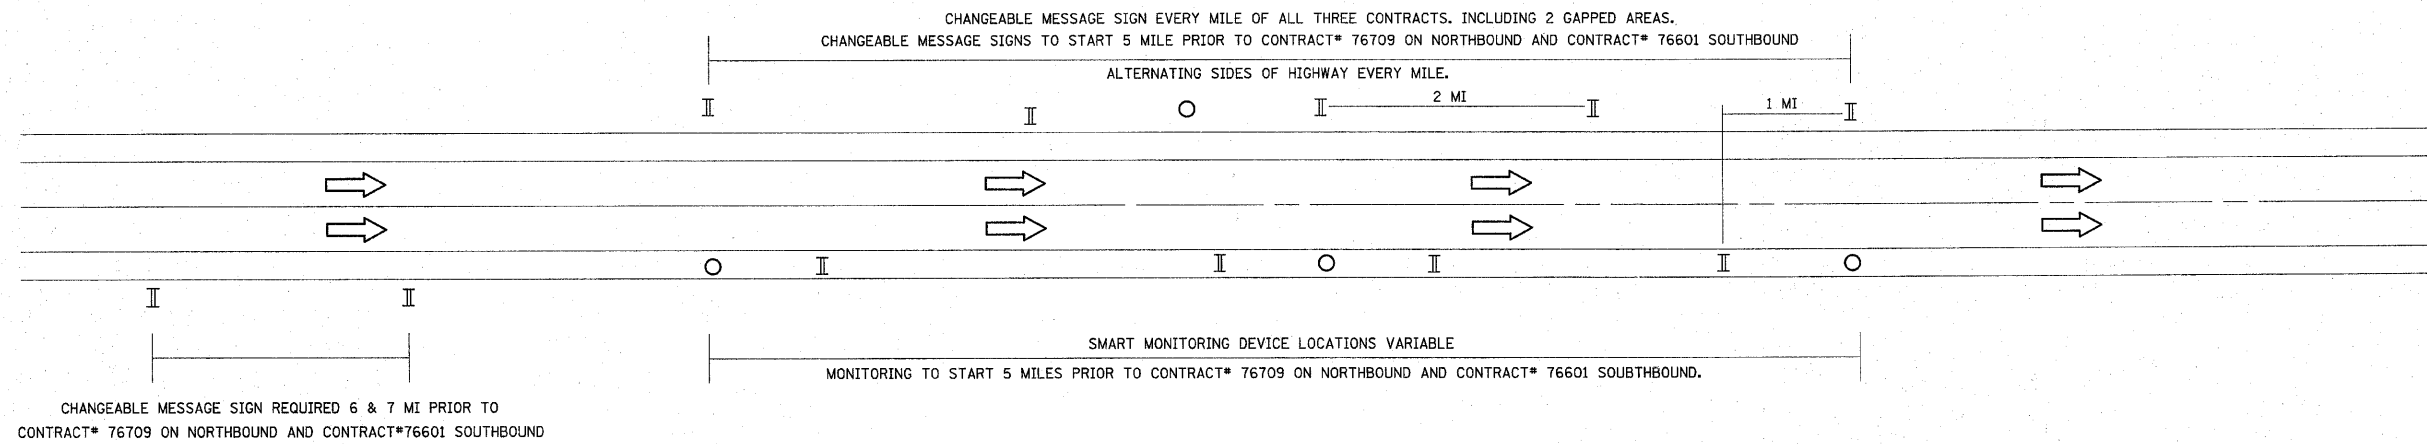 CHANGEABLE MESSAGE SIGN EVERY MILE OF ALL THREE CONTRACTS. INCLUDING 2 GAPPED AREAS.
CHANGEABLE MESSAGE SIGNS TO START 5 MILE PRIOR TO CONTRACT# 76709 ON NORTHBOUND AND CONTRACT# 76601 SOUTHBOUND
ALTERNATING SIDES OF HIGHWAY EVERY MILE.
2 MI
1 MI
SMART MONITORING DEVICE LOCATIONS VARIABLE
MONITORING TO START 5 MILES PRIOR TO CONTRACT# 76709 ON NORTHBOUND AND CONTRACT# 76601 SOUBTHBOUND.
CHANGEABLE MESSAGE SIGN REQUIRED 6 & 7 MI PRIOR TO
CONTRACT# 76709 ON NORTHBOUND AND CONTRACT#76601 SOUTHBOUND